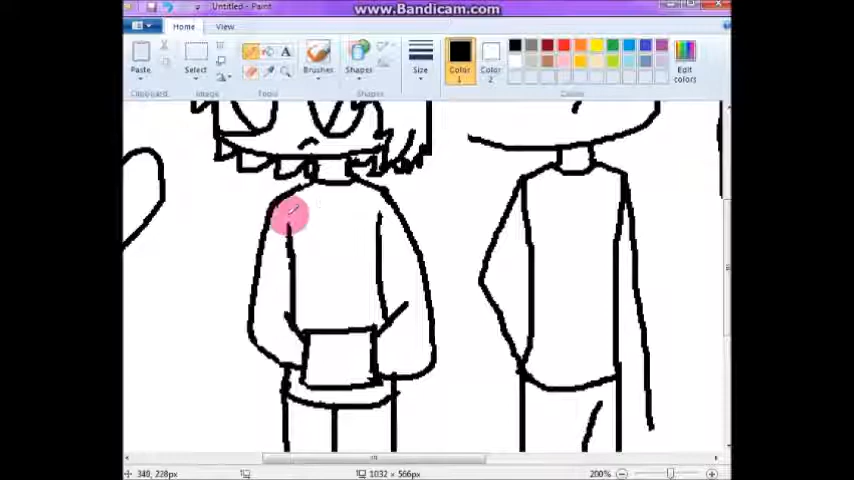 Untitled - Paint
www.Bandicam.com
Home
View
Paste
Select
Brushes
Shapes
Size
Color 1
Color 2
Edit colors
Clipboard
Image
Tools
Shapes
Colors
340, 228px
1032 × 566px
200%